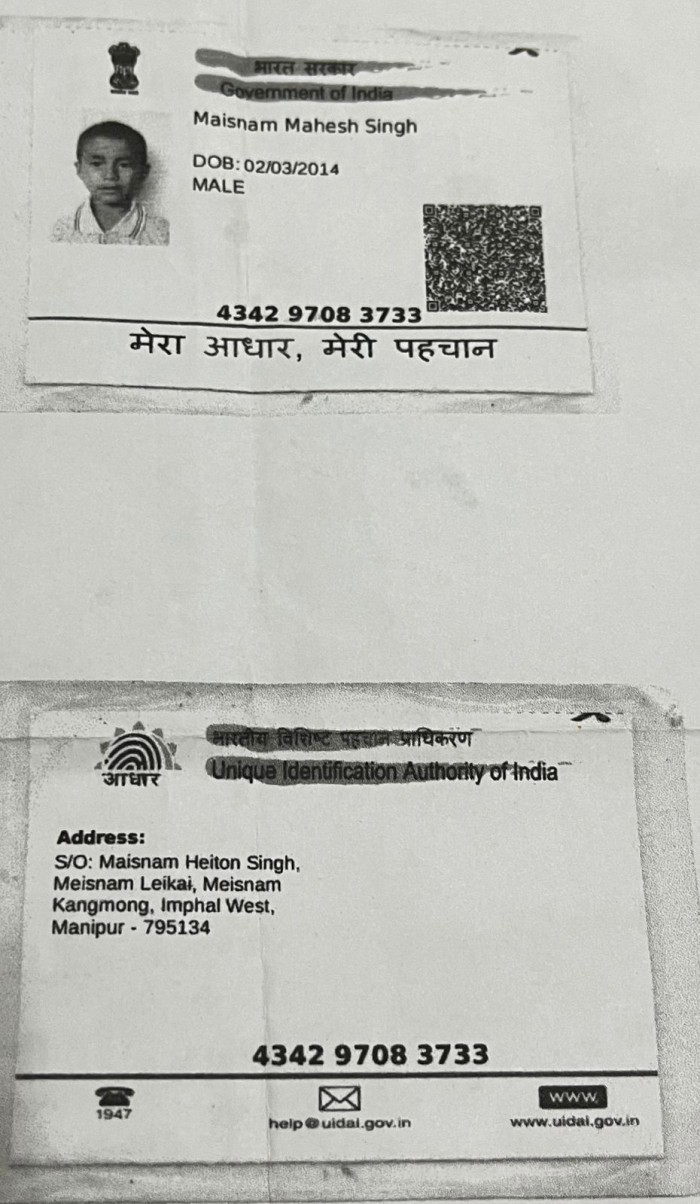 भारत सरकार
Government of India
Maisnam Mahesh Singh
DOB: 02/03/2014
MALE
4342 9708 3733
मेरा आधार, मेरी पहचान
आधार
भारतीय विशिष्ट पहचान प्राधिकरण
Unique Identification Authority of India
Address:
S/O: Maisnam Heiton Singh,
Meisnam Leikai, Meisnam
Kangmong, Imphal West,
Manipur - 795134
4342 9708 3733
1947
help@uidai.gov.in
WWW
www.uidai.gov.in